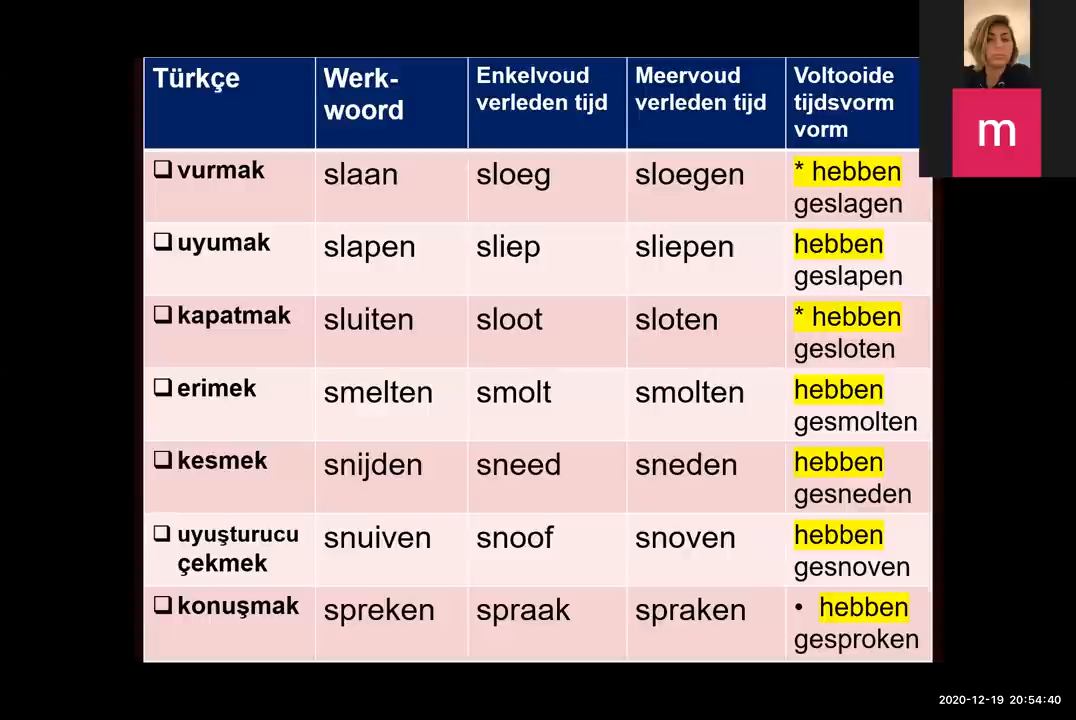 Türkçe
Werk-
woord
Enkelvoud
verleden tijd
Meervoud
verleden tijd
Voltooide
tijdsvorm
vorm
m
❑ vurmak
slaan
sloeg
sloegen
* hebben
geslagen
❑ uyumak
slapen
sliep
sliepen
hebben
geslapen
❑ kapatmak
sluiten
sloot
sloten
* hebben
gesloten
❑ erimek
smelten
smolt
smolten
hebben
gesmolten
❑ kesmek
snijden
sneed
sneden
hebben
gesneden
❑ uyuşturucu
çekmek
snuiven
snoof
snoven
hebben
gesnoven
❑ konuşmak
spreken
spraak
spraken
• hebben
gesproken
2020-12-19 20:54:40